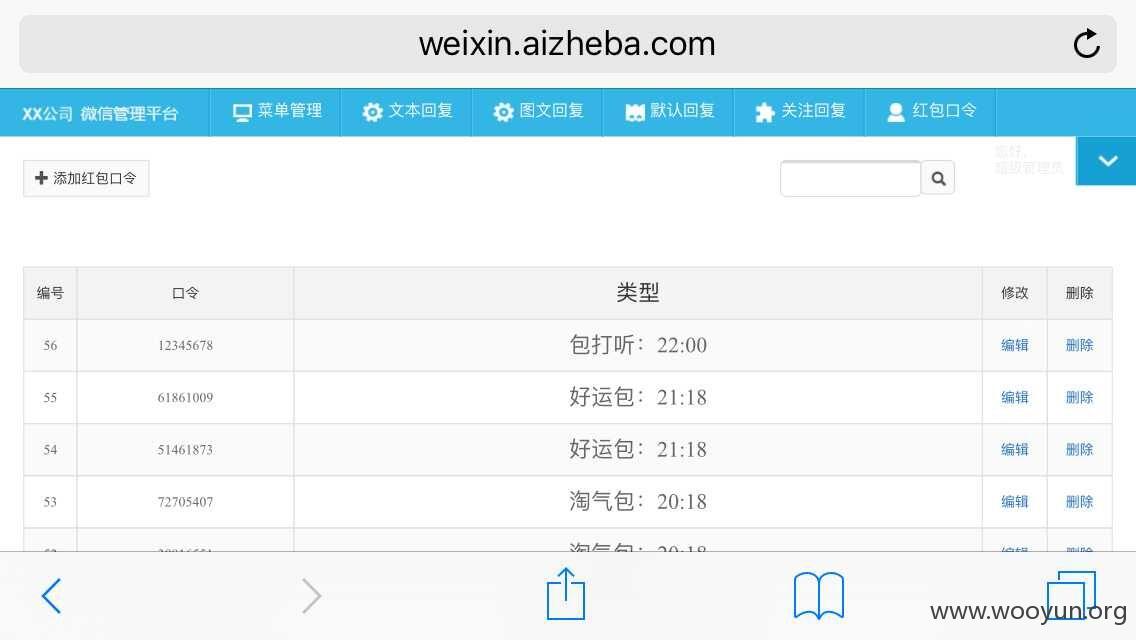 weixin.aizheba.com
XX公司 微信管理平台 菜单管理 文本回复 图文回复 默认回复 关注回复 红包口令
您好，
超级管理员
添加红包口令
编号 口令 类型 修改 删除
56 12345678 包打听：22:00 编辑 删除
55 61861009 好运包：21:18 编辑 删除
54 51461873 好运包：21:18 编辑 删除
53 72705407 淘气包：20:18 编辑 删除
淘气包：20:18 编辑 删除
www.wooyun.org